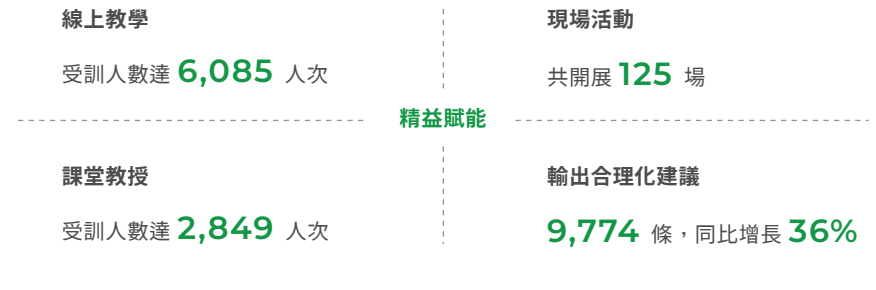 線上教學
受訓人數達 6,085 人次
現場活動
共開展 125 場
精益賦能
課堂教授
受訓人數達 2,849 人次
輸出合理化建議
9,774 條，同比增長 36%